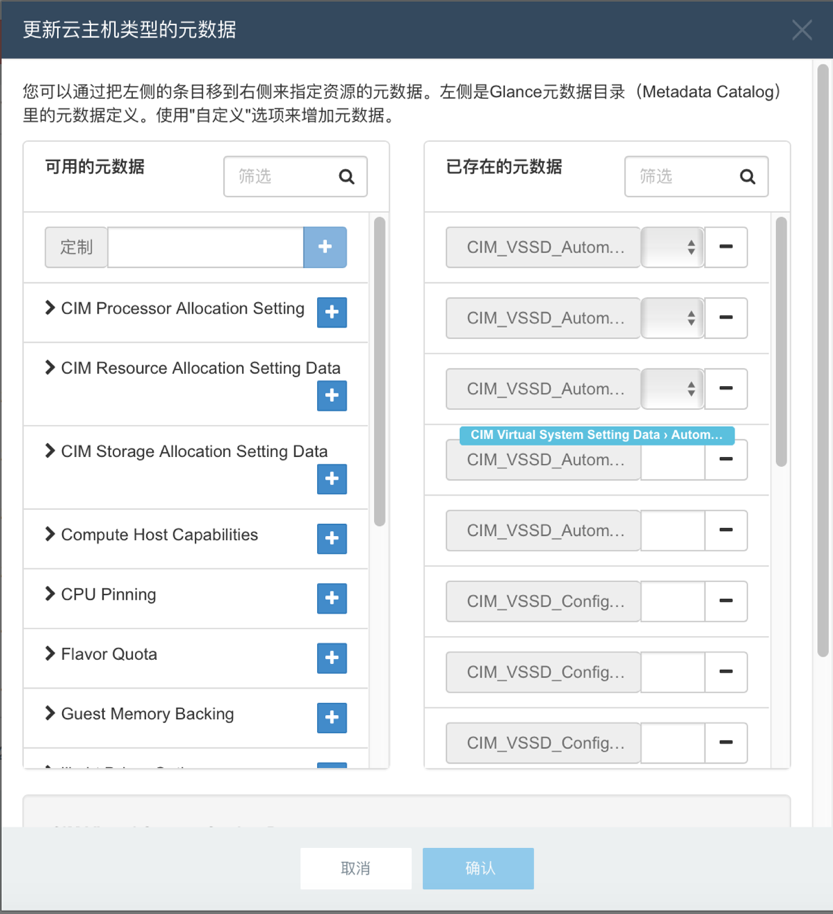 更新云主机类型的元数据
您可以通过把左侧的条目移到右侧来指定资源的元数据。左侧是Glance元数据目录（Metadata Catalog）
里的元数据定义。使用"自定义"选项来增加元数据。
可用的元数据
筛选
定制
CIM Processor Allocation Setting
CIM Resource Allocation Setting Data
CIM Storage Allocation Setting Data
Compute Host Capabilities
CPU Pinning
Flavor Quota
Guest Memory Backing
已存在的元数据
筛选
CIM_VSSD_Autom...
CIM_VSSD_Autom...
CIM_VSSD_Autom...
CIM Virtual System Setting Data › Autom...
CIM_VSSD_Autom...
CIM_VSSD_Autom...
CIM_VSSD_Config...
CIM_VSSD_Config...
CIM_VSSD_Config...
取消
确认